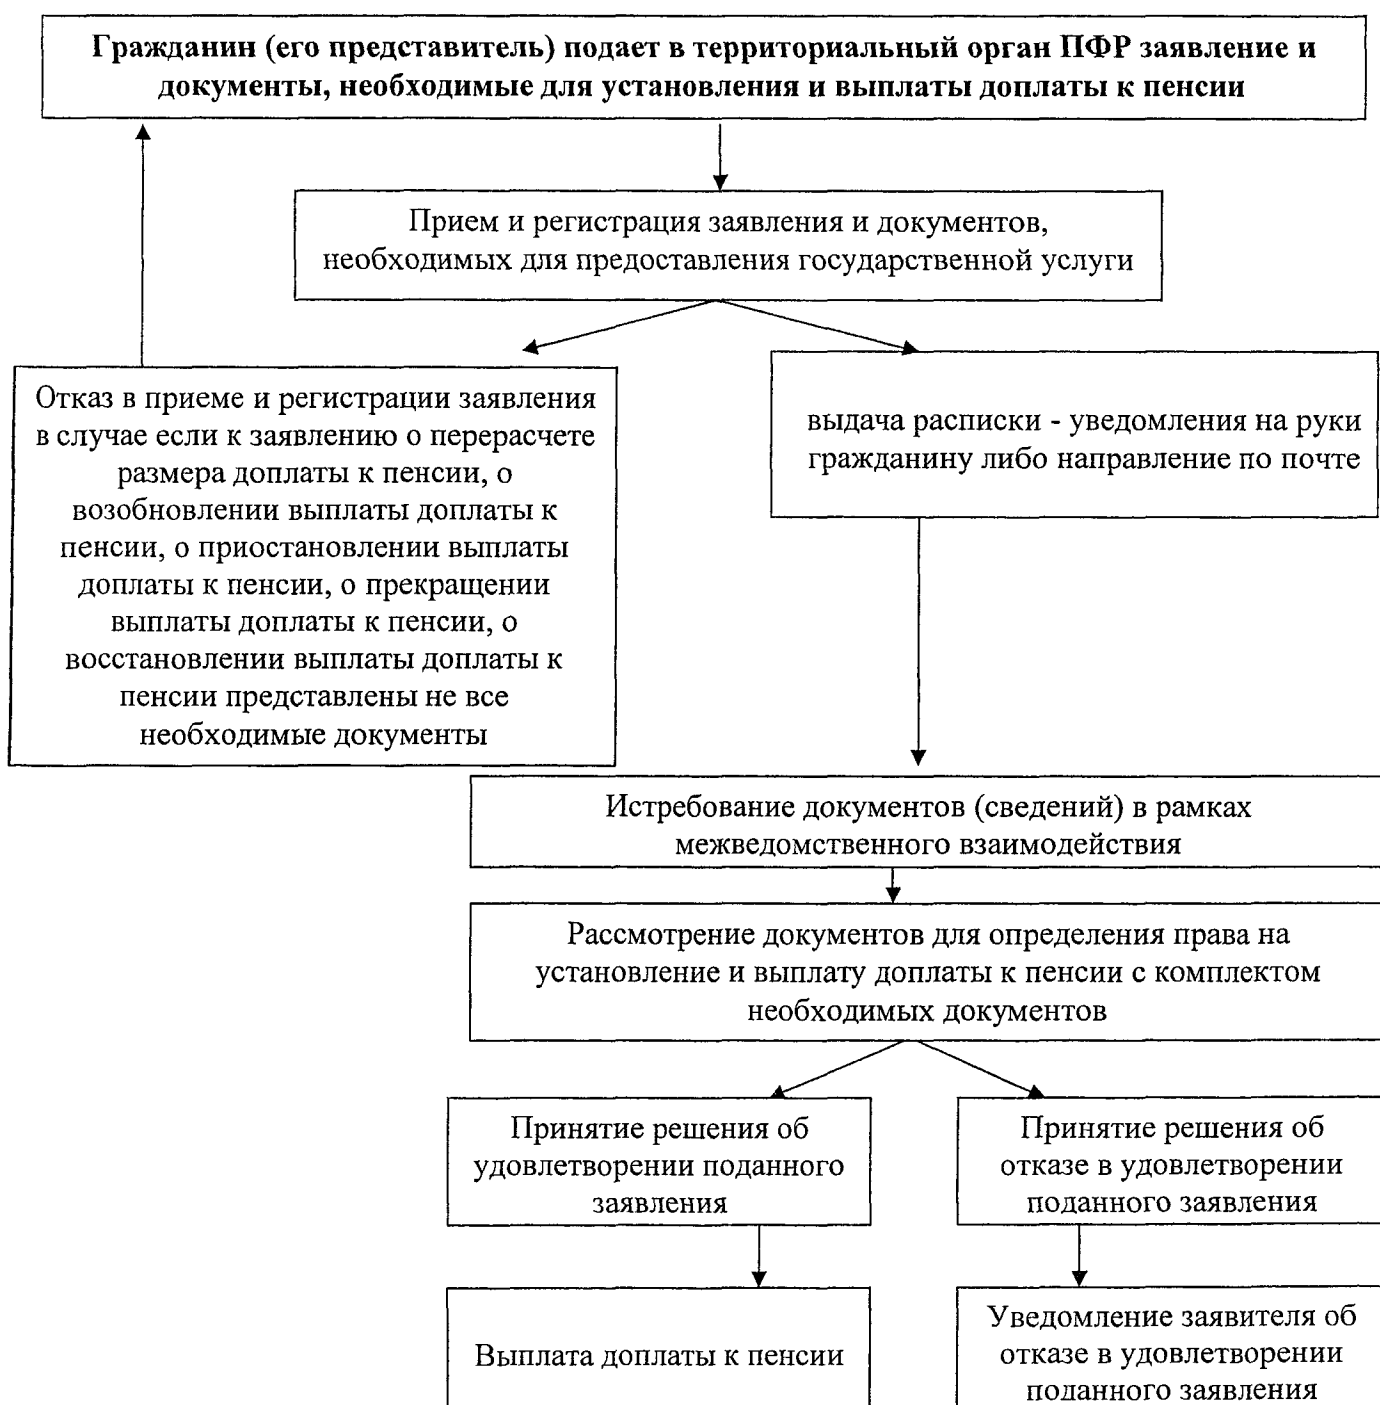 Гражданин (его представитель) подает в территориальный орган ПФР заявление и
документы, необходимые для установления и выплаты доплаты к пенсии
Прием и регистрация заявления и документов,
необходимых для предоставления государственной услуги
Отказ в приеме и регистрации заявления
в случае если к заявлению о перерасчете
размера доплаты к пенсии, о
возобновлении выплаты доплаты к
пенсии, о приостановлении выплаты
доплаты к пенсии, о прекращении
выплаты доплаты к пенсии, о
восстановлении выплаты доплаты к
пенсии представлены не все
необходимые документы
выдача расписки - уведомления на руки
гражданину либо направление по почте
Истребование документов (сведений) в рамках
межведомственного взаимодействия
Рассмотрение документов для определения права на
установление и выплату доплаты к пенсии с комплектом
необходимых документов
Принятие решения об
удовлетворении поданного
заявления
Принятие решения об
отказе в удовлетворении
поданного заявления
Выплата доплаты к пенсии
Уведомление заявителя об
отказе в удовлетворении
поданного заявления